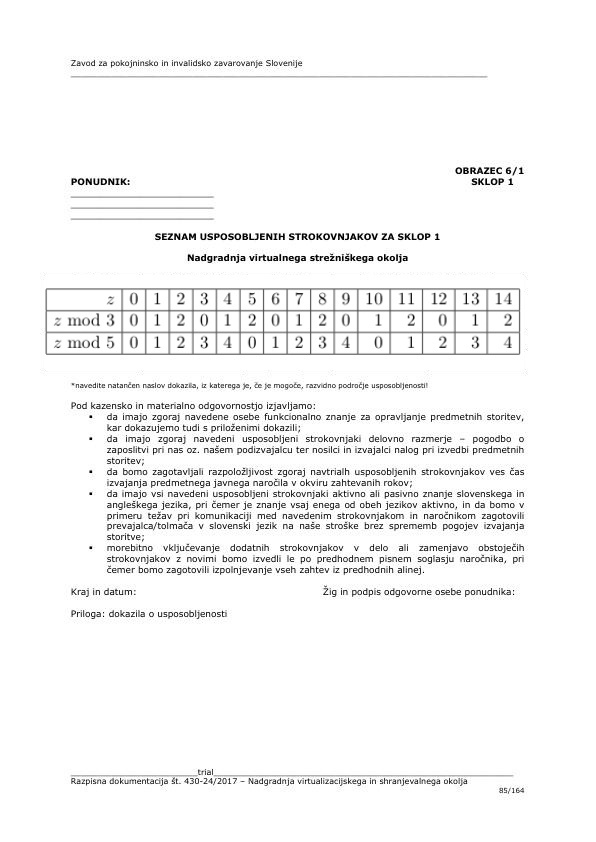 Zavod za pokojninsko in invalidsko zavarovanje Slovenije
OBRAZEC 6/1
PONUDNIK: SKLOP 1
SEZNAM USPOSOBLJENIH STROKOVNJAKOV ZA SKLOP 1
Nadgradnja virtualnega strežniškega okolja
z 0 1 2 3 4 5 6 7 8 9 10 11 12 13 14
z mod 3 0 1 2 0 1 2 0 1 2 0 1 2 0 1 2
z mod 5 0 1 2 3 4 0 1 2 3 4 0 1 2 3 4
*navedite natančen naslov dokazila, iz katerega je, če je mogoče, razvidno področje usposobljenosti!
Pod kazensko in materialno odgovornostjo izjavljamo:
▪ da imajo zgoraj navedene osebe funkcionalno znanje za opravljanje predmetnih storitev,
kar dokazujemo tudi s priloženimi dokazili;
▪ da imajo zgoraj navedeni usposobljeni strokovnjaki delovno razmerje – pogodbo o
zaposlitvi pri nas oz. našem podizvajalcu ter nosilci in izvajalci nalog pri izvedbi predmetnih
storitev;
▪ da bomo zagotavljali razpoložljivost zgoraj navtrialh usposobljenih strokovnjakov ves čas
izvajanja predmetnega javnega naročila v okviru zahtevanih rokov;
▪ da imajo vsi navedeni usposobljeni strokovnjaki aktivno ali pasivno znanje slovenskega in
angleškega jezika, pri čemer je znanje vsaj enega od obeh jezikov aktivno, in da bomo v
primeru težav pri komunikaciji med navedenim strokovnjakom in naročnikom zagotovili
prevajalca/tolmača v slovenski jezik na naše stroške brez sprememb pogojev izvajanja
storitve;
▪ morebitno vključevanje dodatnih strokovnjakov v delo ali zamenjavo obstoječih
strokovnjakov z novimi bomo izvedli le po predhodnem pisnem soglasju naročnika, pri
čemer bomo zagotovili izpolnjevanje vseh zahtev iz predhodnih alinej.
Kraj in datum: Žig in podpis odgovorne osebe ponudnika:
Priloga: dokazila o usposobljenosti
trial
Razpisna dokumentacija št. 430-24/2017 – Nadgradnja virtualizacijskega in shranjevalnega okolja
85/164